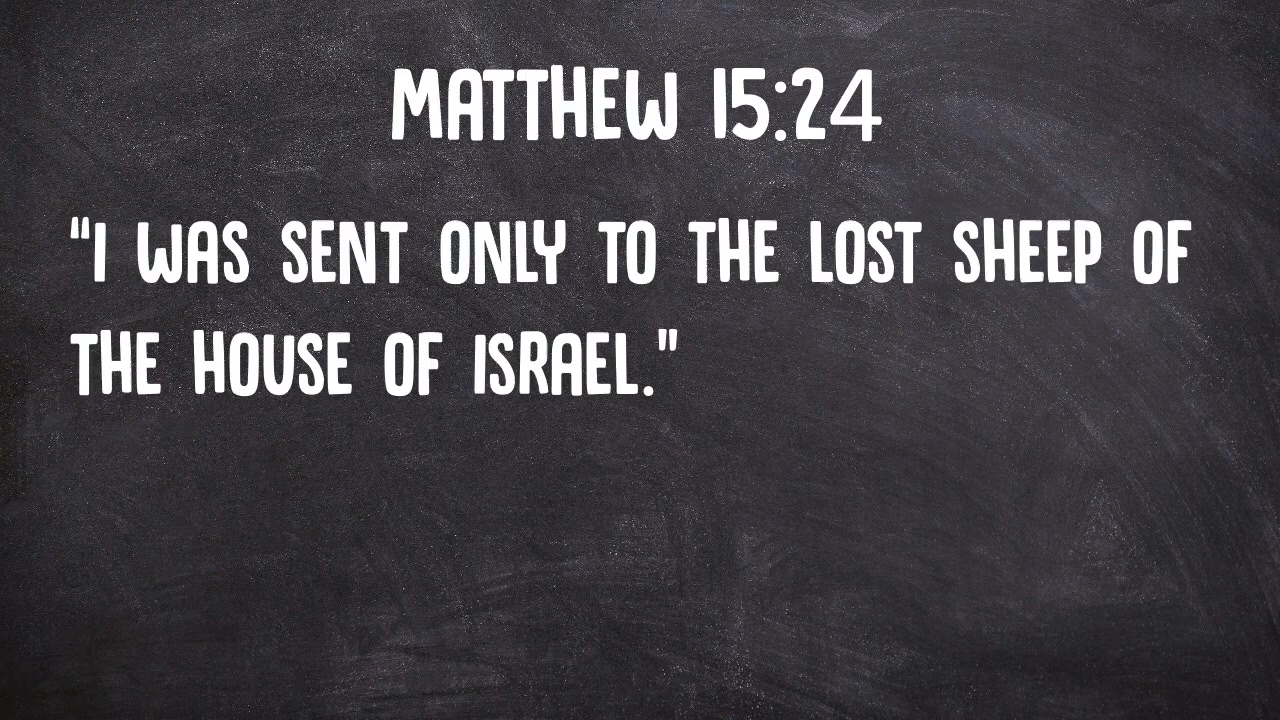 MATTHEW 15:24
"I WAS SENT ONLY TO THE LOST SHEEP OF
THE HOUSE OF ISRAEL."